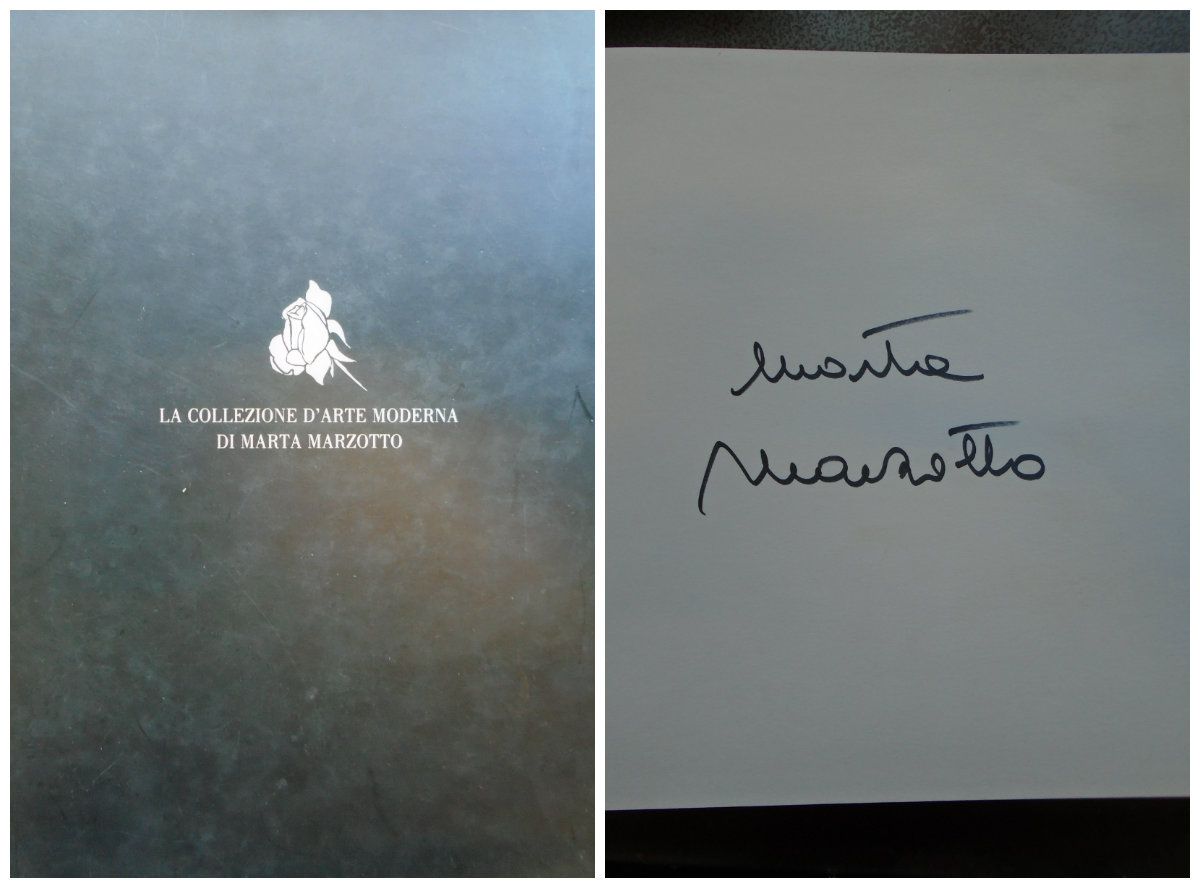 LA COLLEZIONE D'ARTE MODERNA
DI MARTA MARZOTTO
Marta
Marzotto